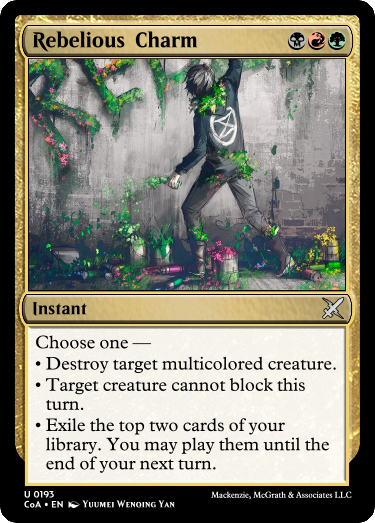 Rebelious Charm
Instant
Choose one —
• Destroy target multicolored creature.
• Target creature cannot block this
turn.
• Exile the top two cards of your
library. You may play them until the
end of your next turn.
U 0193
CoA • EN Yuumei Wenqing Yan
Mackenzie, McGrath & Associates LLC